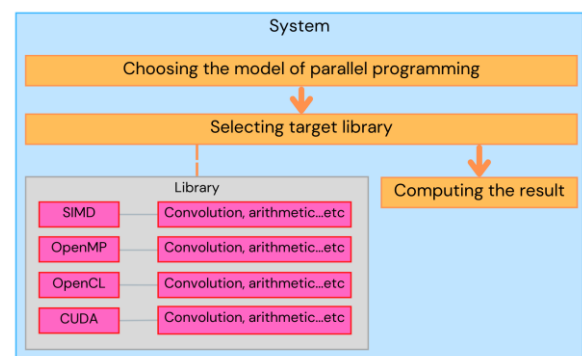 System
Choosing the model of parallel programming
Selecting target library
Library
Computing the result
SIMD
Convolution, arithmetic...etc
OpenMP
Convolution, arithmetic...etc
OpenCL
Convolution, arithmetic...etc
CUDA
Convolution, arithmetic...etc